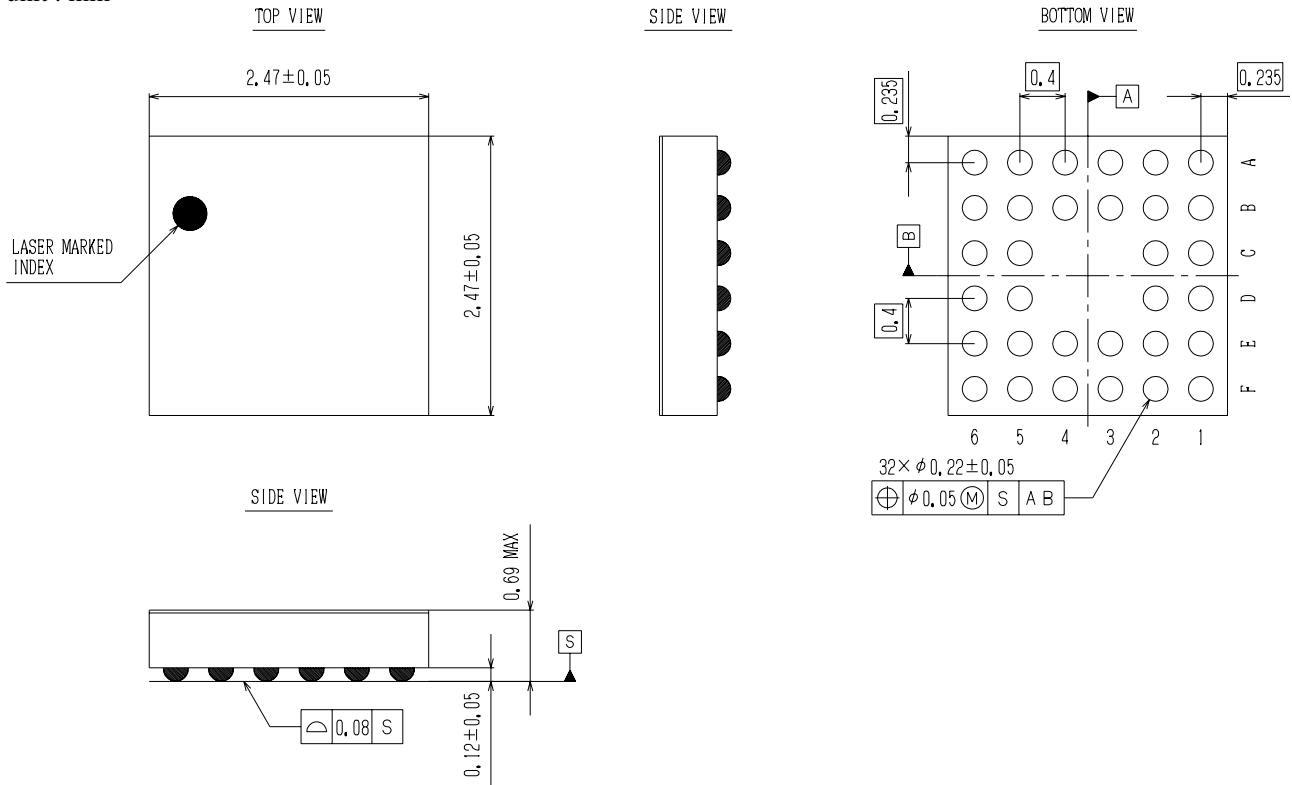 TOP VIEW
SIDE VIEW
BOTTOM VIEW
2.47±0.05
2.47±0.05
LASER MARKED
INDEX
0.4
A
0.235
0.235
B
0.4
A
B
C
D
E
F
6 5 4 3 2 1
32×φ0.22±0.05
⌖ φ0.05 Ⓜ S A B
SIDE VIEW
0.69 MAX
S
0.12±0.05
⌓ 0.08 S